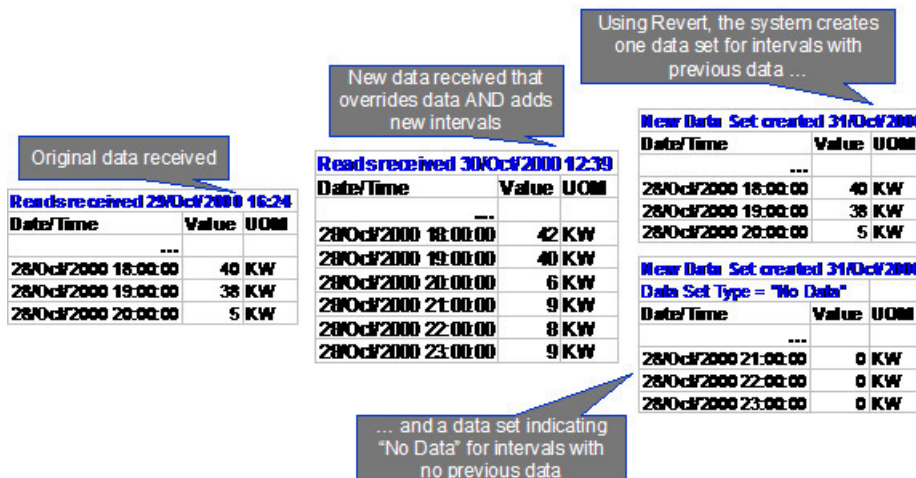 Original data received
Reads received 29/Oct/2000 16:24
Date/Time Value UOM
...
28/Oct/2000 18:00:00 40 KW
28/Oct/2000 19:00:00 38 KW
28/Oct/2000 20:00:00 5 KW
New data received that
overrides data AND adds
new intervals
Reads received 30/Oct/2000 12:39
Date/Time Value UOM
...
28/Oct/2000 18:00:00 42 KW
28/Oct/2000 19:00:00 40 KW
28/Oct/2000 20:00:00 6 KW
28/Oct/2000 21:00:00 9 KW
28/Oct/2000 22:00:00 8 KW
28/Oct/2000 23:00:00 9 KW
Using Revert, the system creates
one data set for intervals with
previous data ...
New Data Set created 31/Oct/2000
Date/Time Value UOM
...
28/Oct/2000 18:00:00 40 KW
28/Oct/2000 19:00:00 38 KW
28/Oct/2000 20:00:00 5 KW
New Data Set created 31/Oct/2000
Data Set Type = "No Data"
Date/Time Value UOM
...
28/Oct/2000 21:00:00 0 KW
28/Oct/2000 22:00:00 0 KW
28/Oct/2000 23:00:00 0 KW
... and a data set indicating
"No Data" for intervals with
no previous data